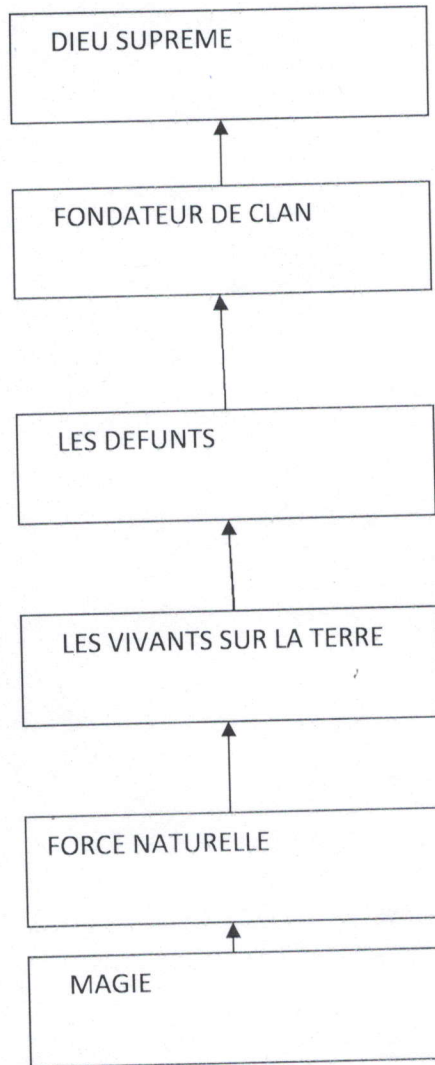 DIEU SUPREME
FONDATEUR DE CLAN
LES DEFUNTS
LES VIVANTS SUR LA TERRE
FORCE NATURELLE
MAGIE